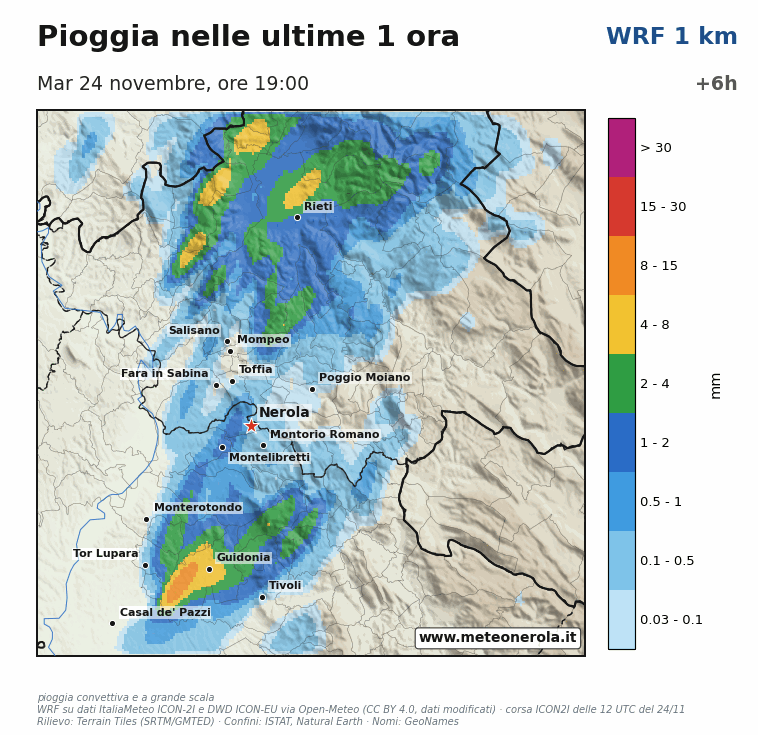 Pioggia nelle ultime 1 ora
WRF 1 km
Mar 24 novembre, ore 19:00
+6h
> 30
15 - 30
8 - 15
4 - 8
2 - 4
1 - 2
0.5 - 1
0.1 - 0.5
0.03 - 0.1
mm
Rieti
Salisano
Mompeo
Fara in Sabina
Toffia
Poggio Moiano
Nerola
Montorio Romano
Montelibretti
Monterotondo
Tor Lupara
Guidonia
Tivoli
Casal de' Pazzi
www.meteonerola.it
pioggia convettiva e a grande scala
WRF su dati ItaliaMeteo ICON-2I e DWD ICON-EU via Open-Meteo (CC BY 4.0, dati modificati) · corsa ICON2I delle 12 UTC del 24/11
Rilievo: Terrain Tiles (SRTM/GMTED) · Confini: ISTAT, Natural Earth · Nomi: GeoNames